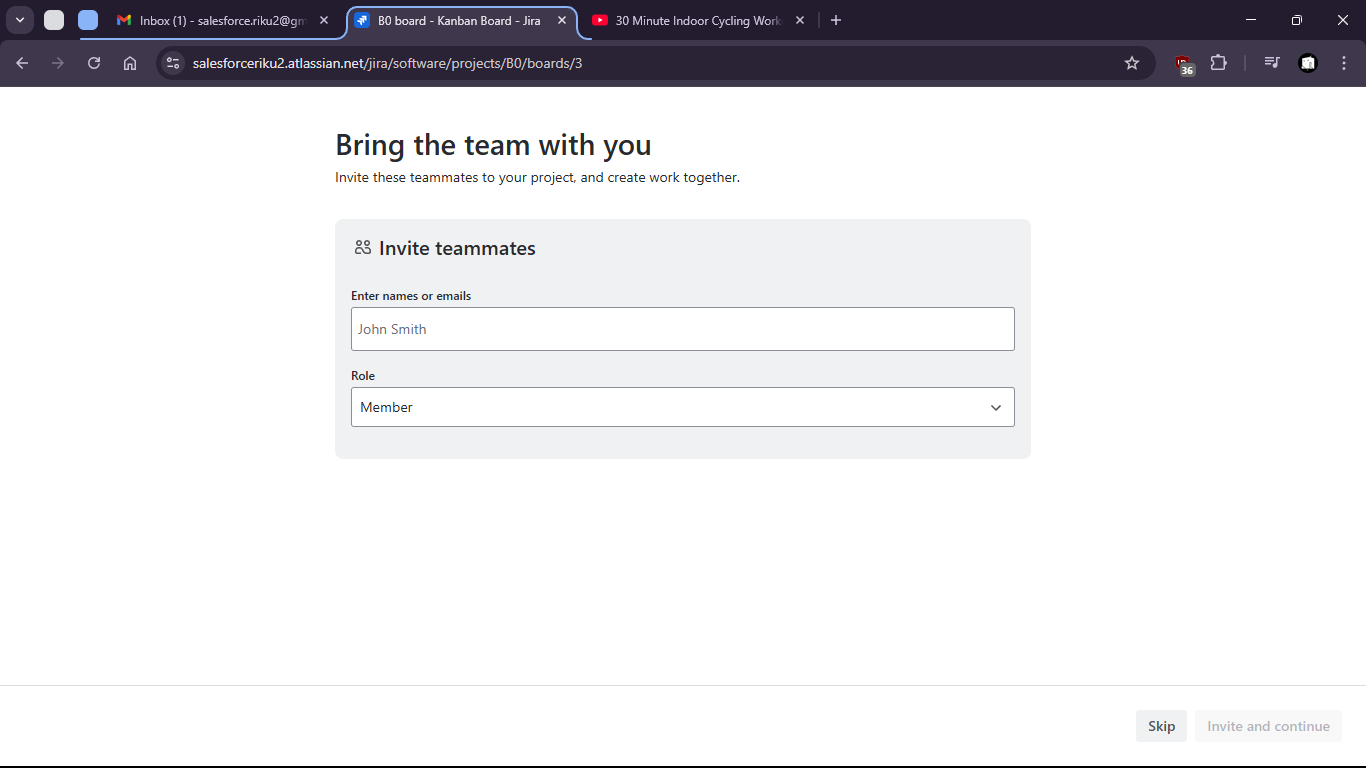 Inbox (1) - salesforce.riku2@gm
B0 board - Kanban Board - Jira
30 Minute Indoor Cycling Work
salesforceriku2.atlassian.net/jira/software/projects/B0/boards/3
36
Bring the team with you
Invite these teammates to your project, and create work together.
Invite teammates
Enter names or emails
John Smith
Role
Member
Skip
Invite and continue